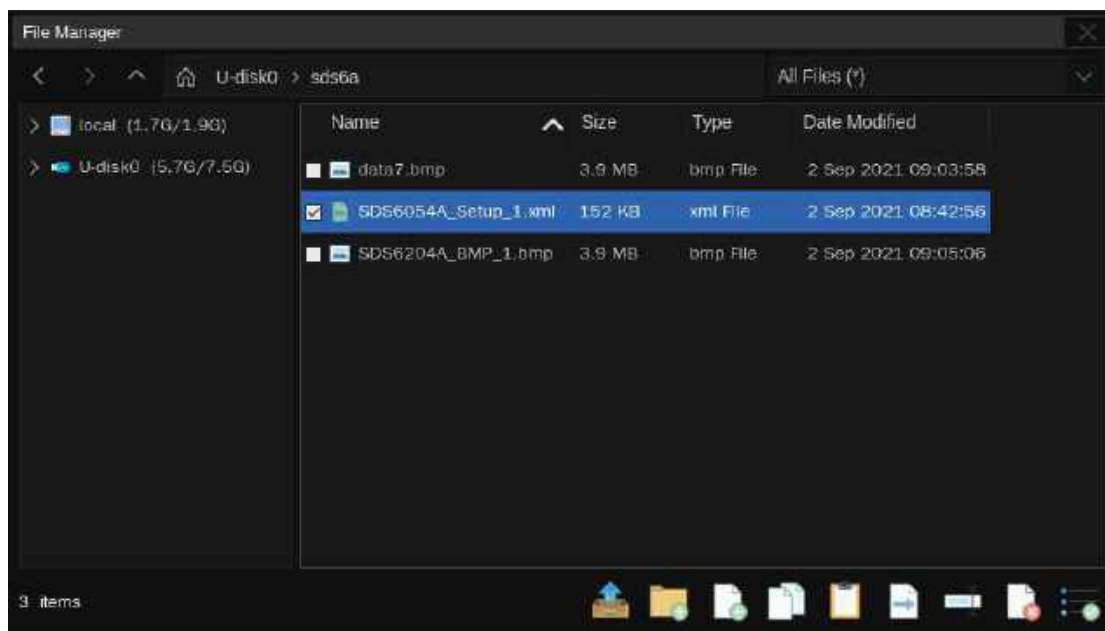 File Manager
U-disk0 > sds6a All Files (*)
local (1.7G/1.9G)
U-disk0 (5.7G/7.5G)
Name Size Type Date Modified
data7.bmp 3.9 MB bmp File 2 Sep 2021 09:03:58
SDS6054A_Setup_1.xml 152 KB xml File 2 Sep 2021 08:42:56
SDS6204A_BMP_1.bmp 3.9 MB bmp File 2 Sep 2021 09:05:06
3 items